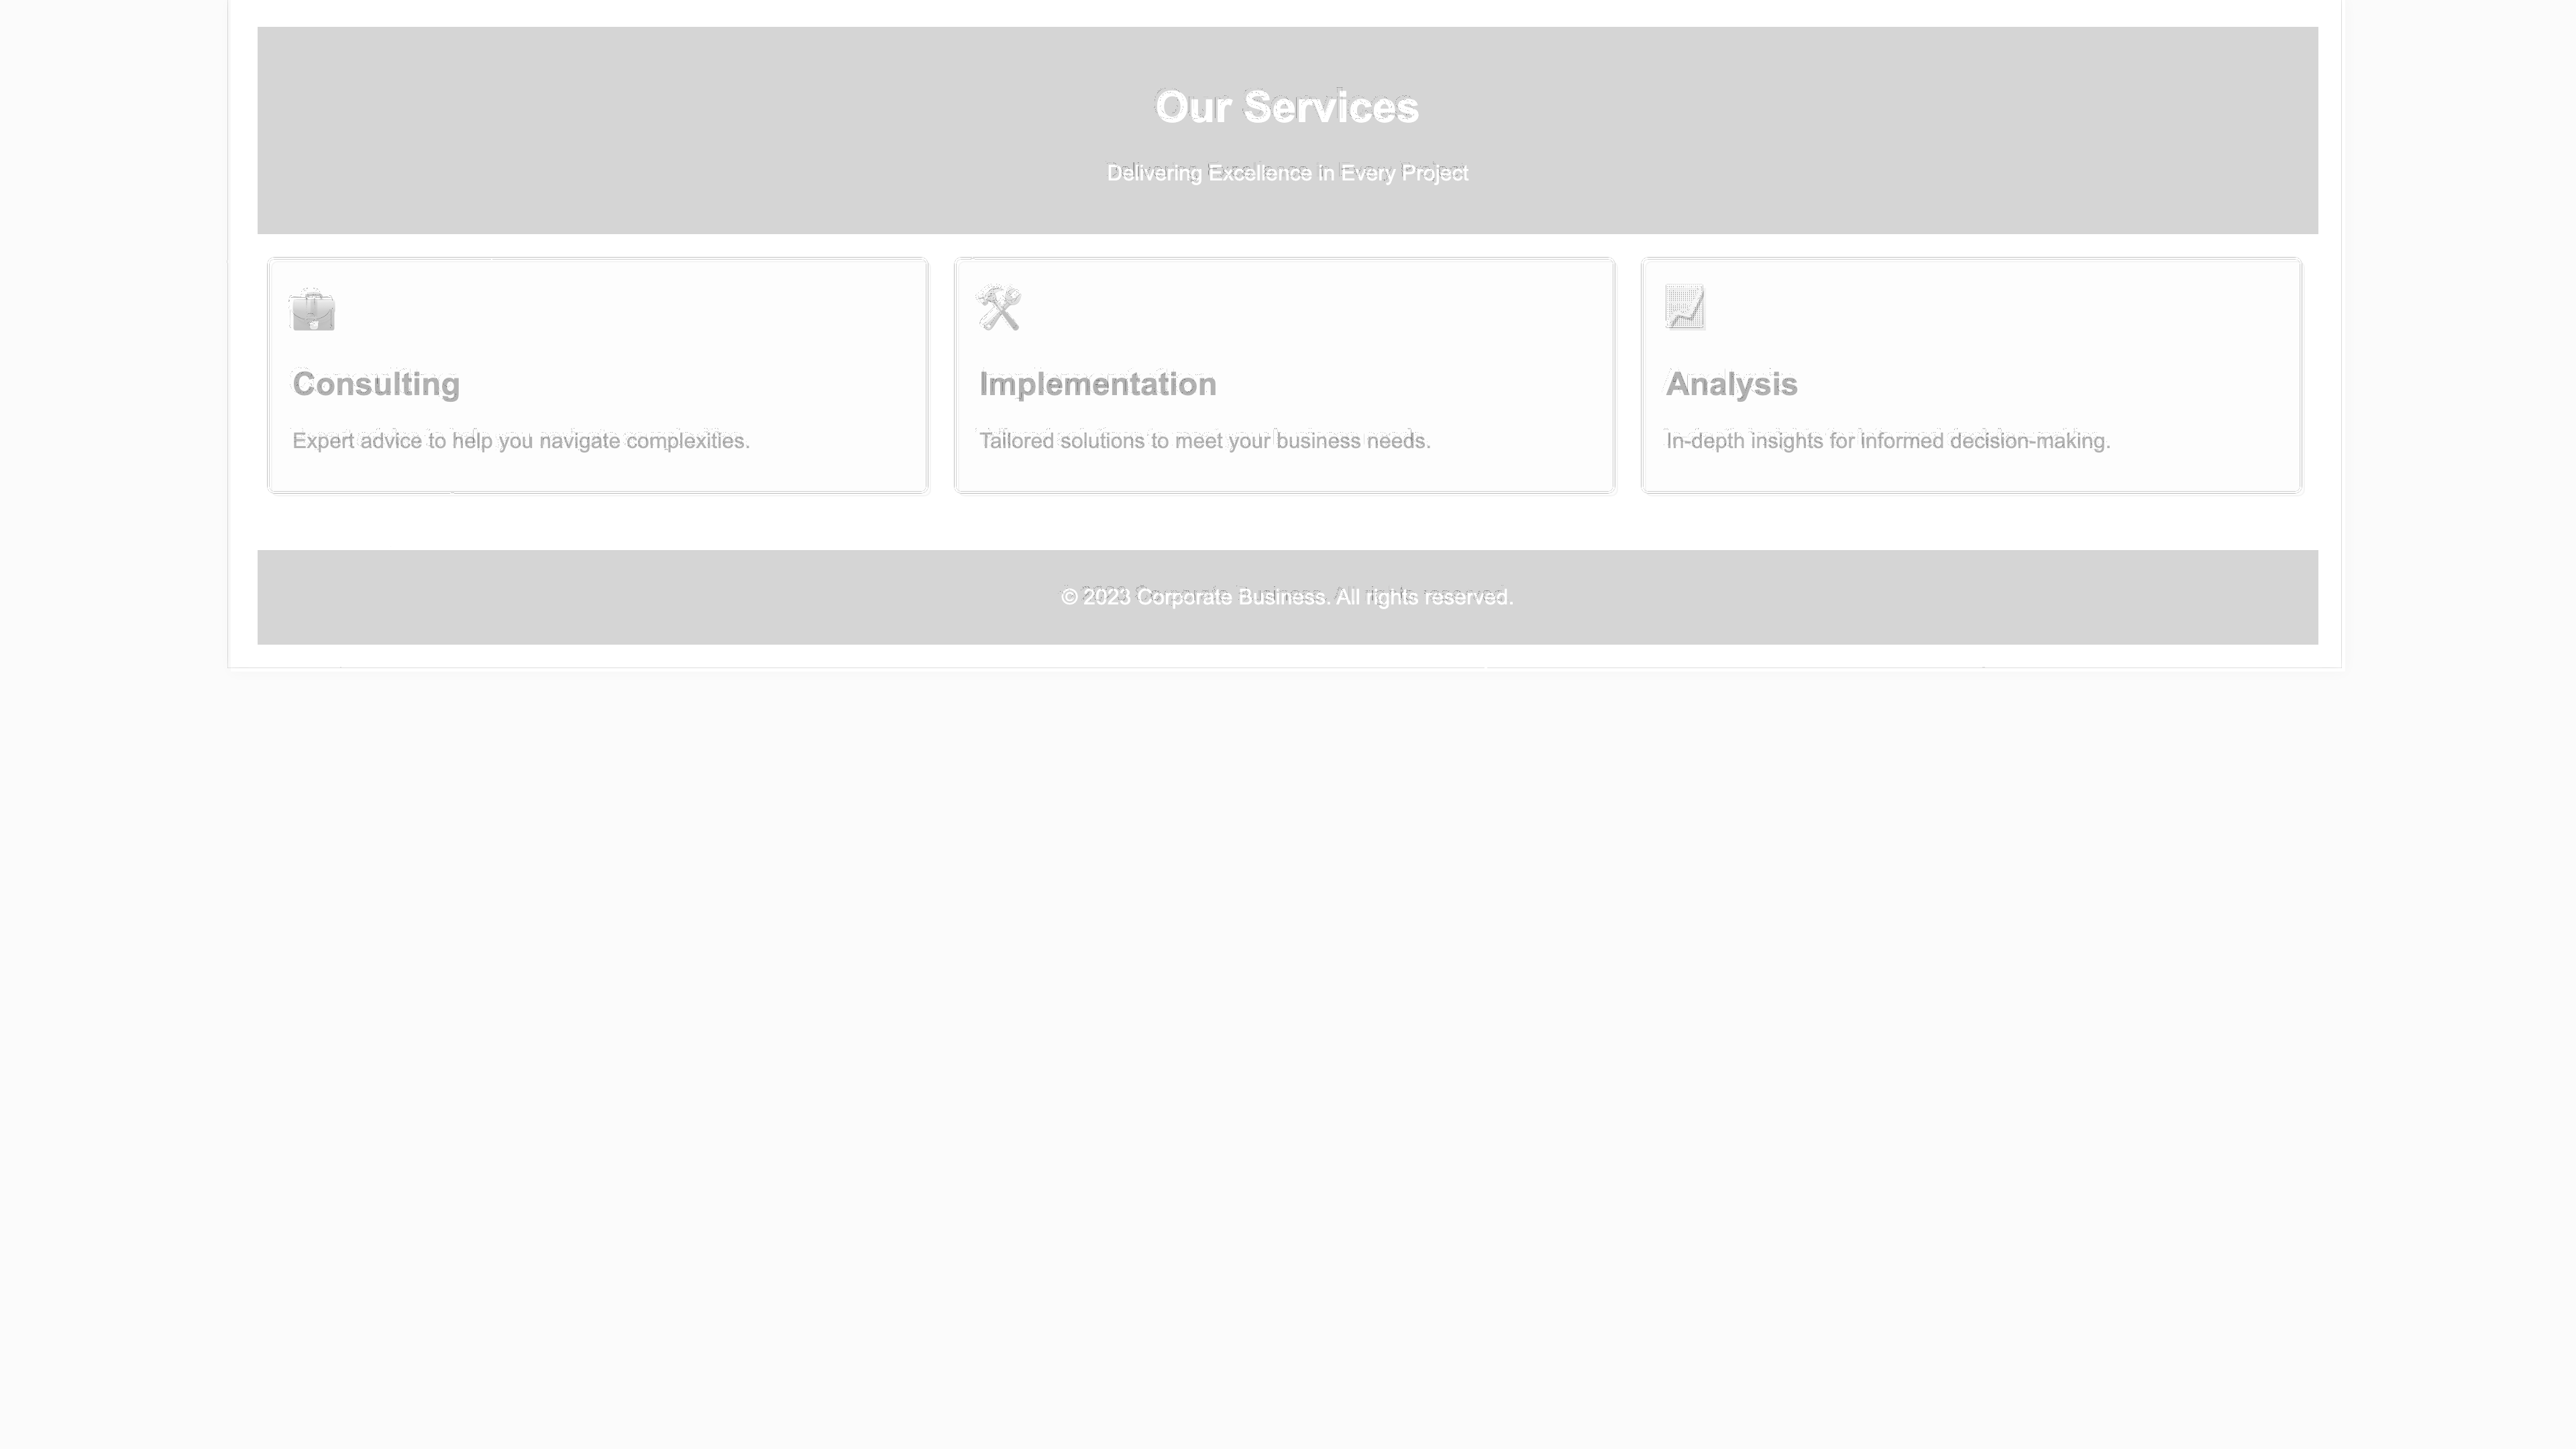 Our Services
Delivering Excellence in Every Project
Consulting
Expert advice to help you navigate complexities.
Implementation
Tailored solutions to meet your business needs.
Analysis
In-depth insights for informed decision-making.
© 2023 Corporate Business. All rights reserved.